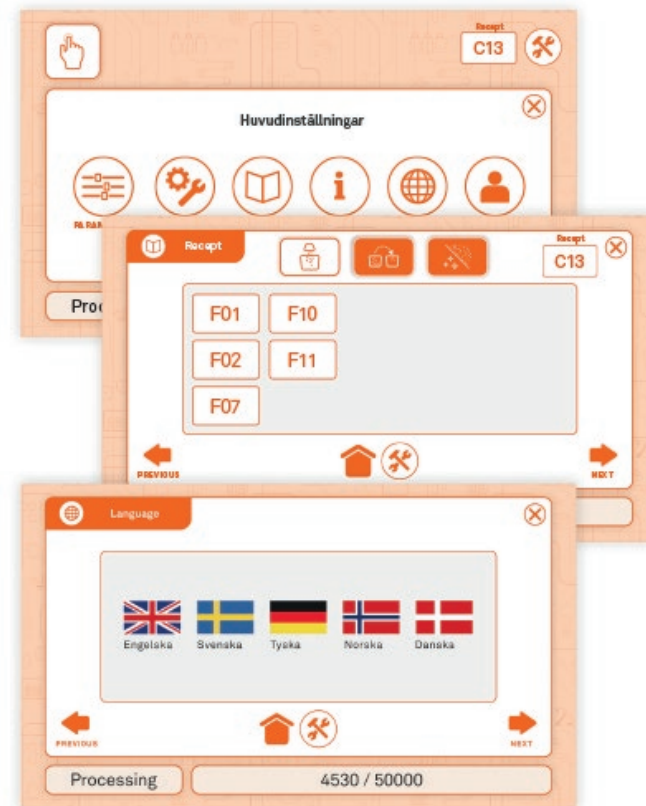 Recept
C13
Huvudinställningar
Recept
Recept
C13
F01 F10
F02 F11
F07
PREVIOUS
NEXT
Language
Engelska Svenska Tyska Norska Danska
PREVIOUS
NEXT
Processing
4530 / 50000